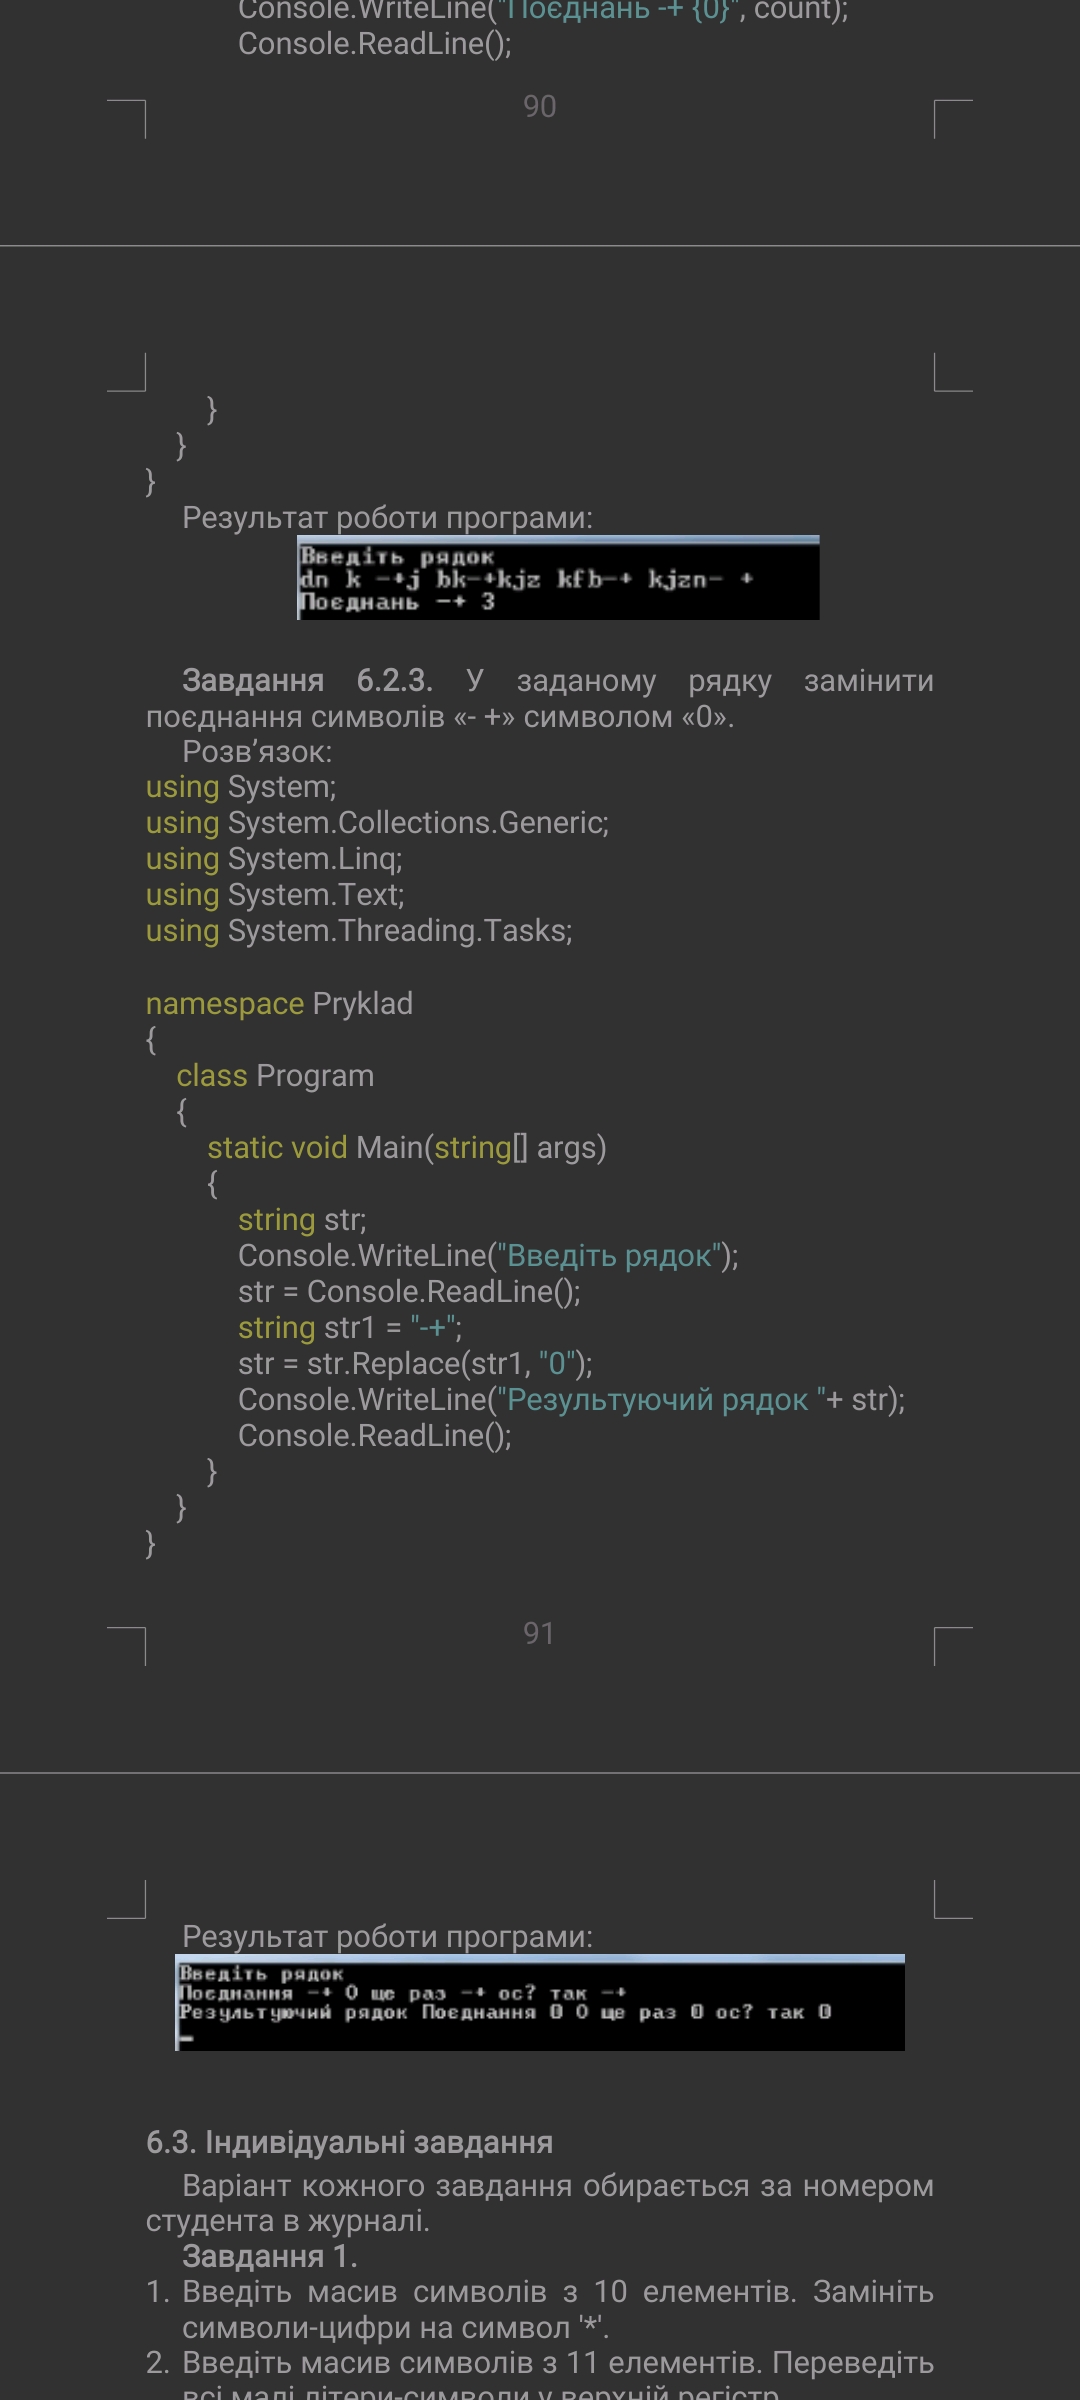 Console.WriteLine("Поєднань -+ {0}", count);
Console.ReadLine();
90
}
}
}
Результат роботи програми:
Введіть рядок
dn k -+j bk-+kjz kfb-+ kjzn- +
Поєднань -+ 3
Завдання 6.2.3. У заданому рядку замінити
поєднання символів «- +» символом «0».
Розв’язок:
using System;
using System.Collections.Generic;
using System.Linq;
using System.Text;
using System.Threading.Tasks;
namespace Pryklad
{
class Program
{
static void Main(string[] args)
{
string str;
Console.WriteLine("Введіть рядок");
str = Console.ReadLine();
string str1 = "-+";
str = str.Replace(str1, "0");
Console.WriteLine("Результуючий рядок "+ str);
Console.ReadLine();
}
}
}
91
Результат роботи програми:
Введіть рядок
Поєднання -+ О ще раз -+ ос? так -+
Результуючий рядок Поєднання 0 О ще раз 0 ос? так 0
6.3. Індивідуальні завдання
Варіант кожного завдання обирається за номером
студента в журналі.
Завдання 1.
1. Введіть масив символів з 10 елементів. Замініть
символи-цифри на символ '*'.
2. Введіть масив символів з 11 елементів. Переведіть
всі малі літери-символи у верхній регістр.